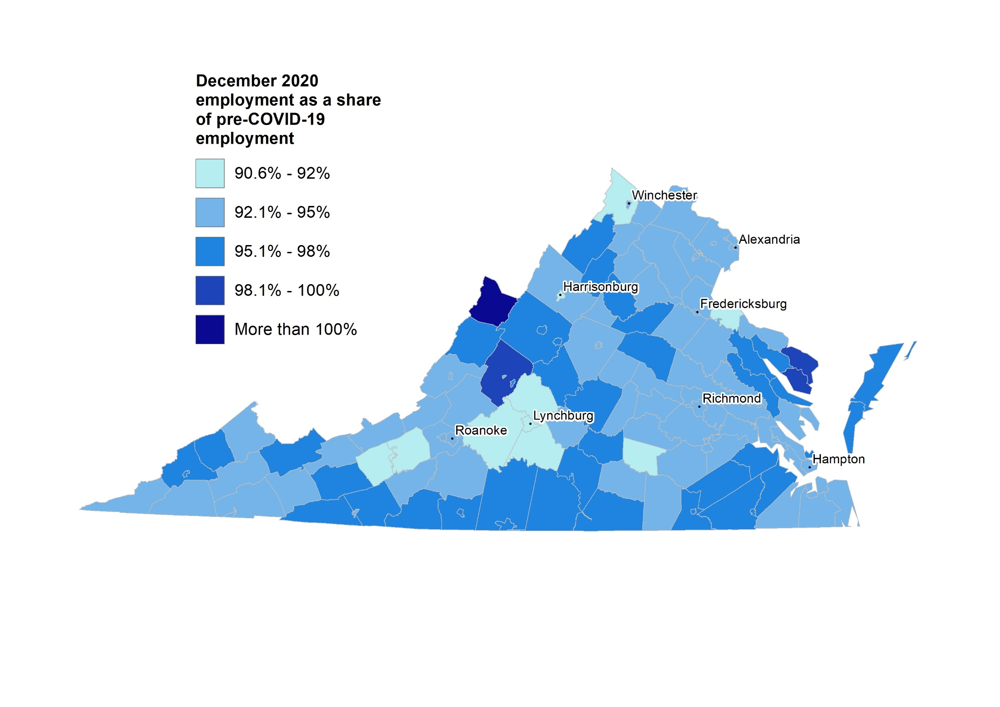 December 2020
employment as a share
of pre-COVID-19
employment
90.6% - 92%
92.1% - 95%
95.1% - 98%
98.1% - 100%
More than 100%
Winchester
Alexandria
Harrisonburg
Fredericksburg
Richmond
Lynchburg
Roanoke
Hampton